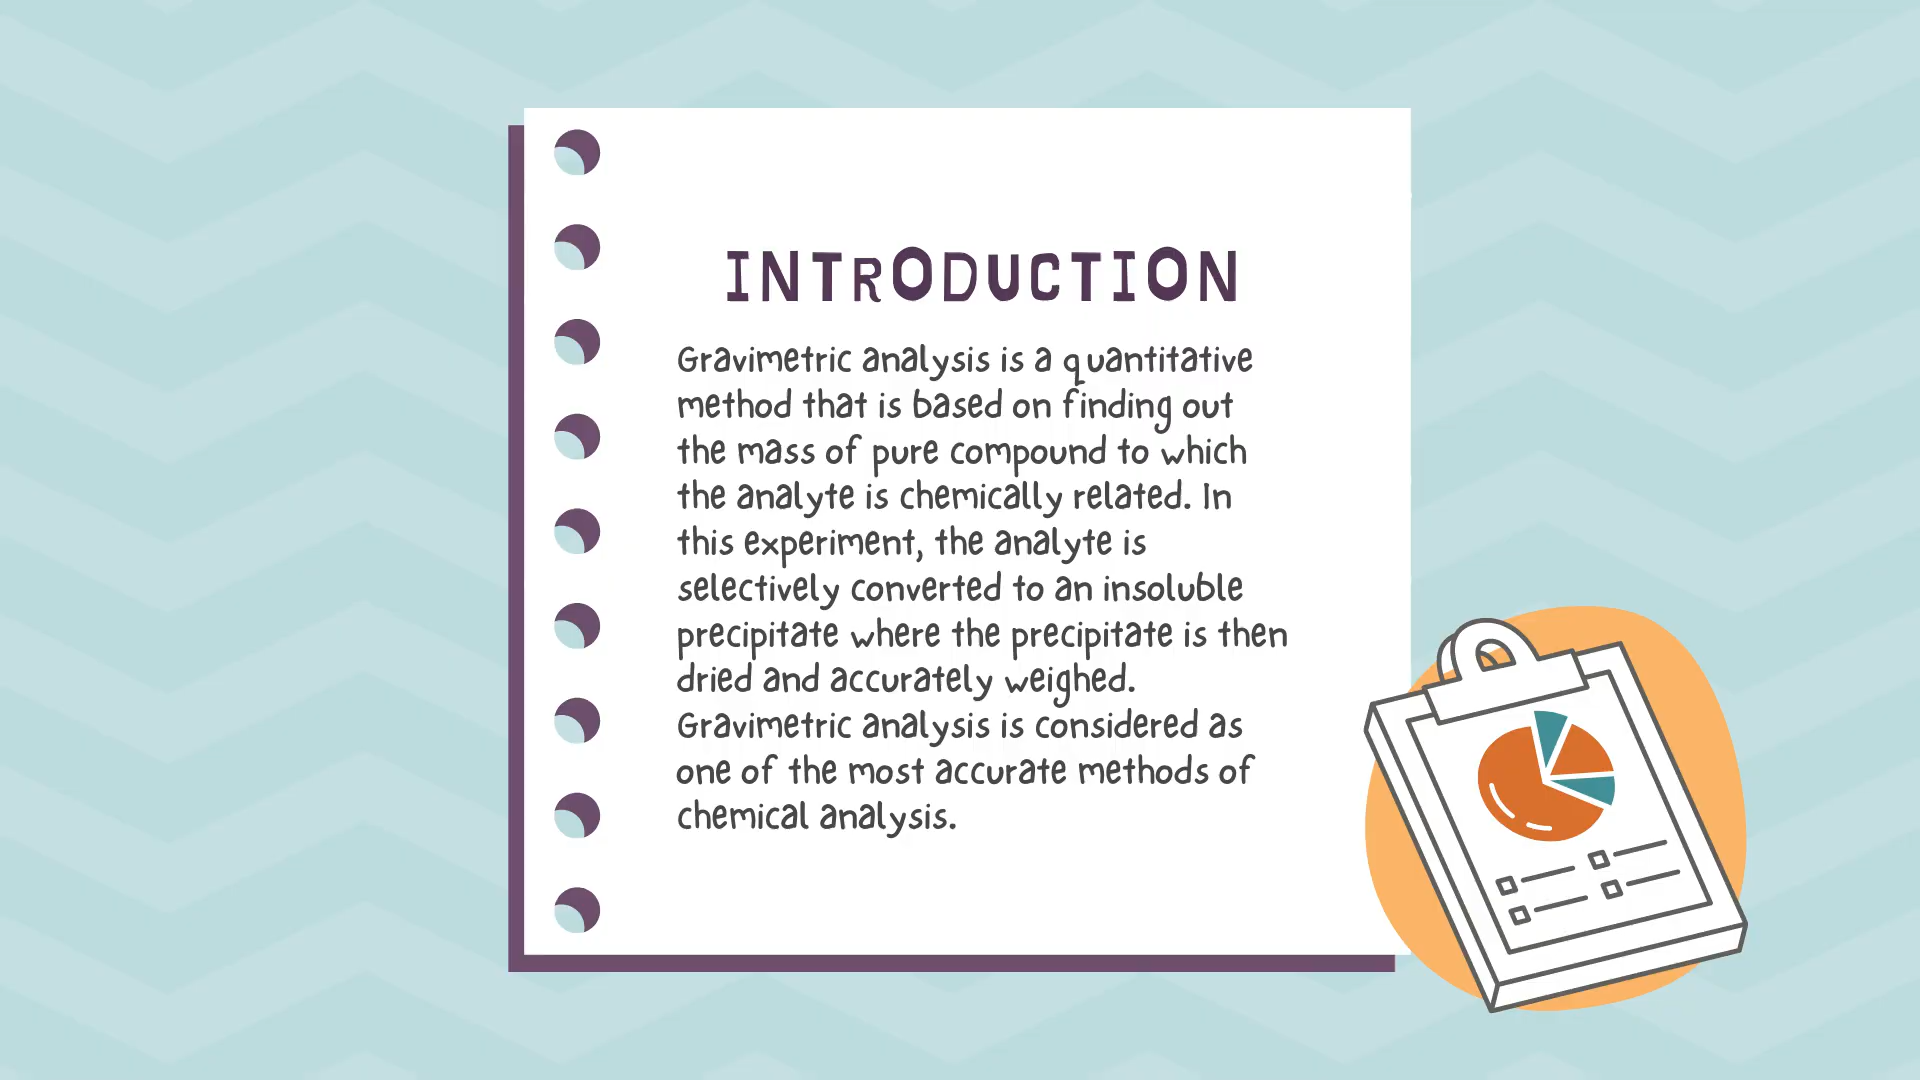 INTRODUCTION
Gravimetric analysis is a quantitative
method that is based on finding out
the mass of pure compound to which
the analyte is chemically related. In
this experiment, the analyte is
selectively converted to an insoluble
precipitate where the precipitate is then
dried and accurately weighed.
Gravimetric analysis is considered as
one of the most accurate methods of
chemical analysis.